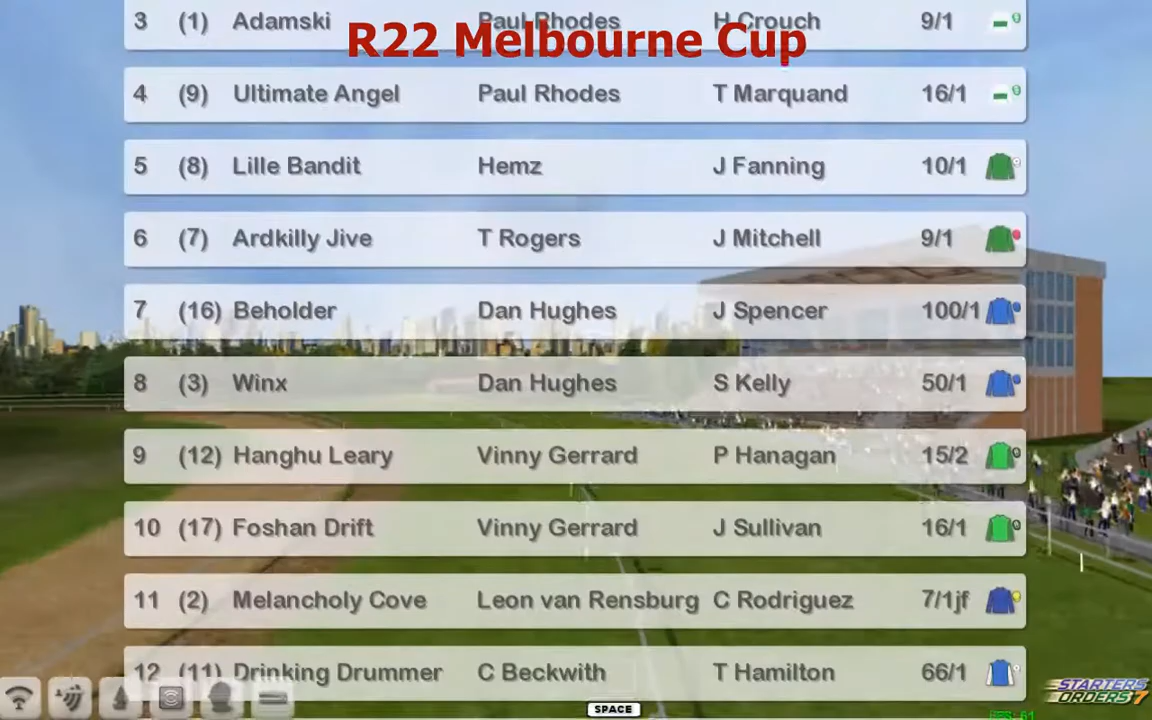 3 (1) Adamski Paul Rhodes H Crouch 9/1
R22 Melbourne Cup
4 (9) Ultimate Angel Paul Rhodes T Marquand 16/1
5 (8) Lille Bandit Hemz J Fanning 10/1
6 (7) Ardkilly Jive T Rogers J Mitchell 9/1
7 (16) Beholder Dan Hughes J Spencer 100/1
8 (3) Winx Dan Hughes S Kelly 50/1
9 (12) Hanghu Leary Vinny Gerrard P Hanagan 15/2
10 (17) Foshan Drift Vinny Gerrard J Sullivan 16/1
11 (2) Melancholy Cove Leon van Rensburg C Rodriguez 7/1jf
12 (11) Drinking Drummer C Beckwith T Hamilton 66/1
STARTERS
ORDERS 7
SPACE